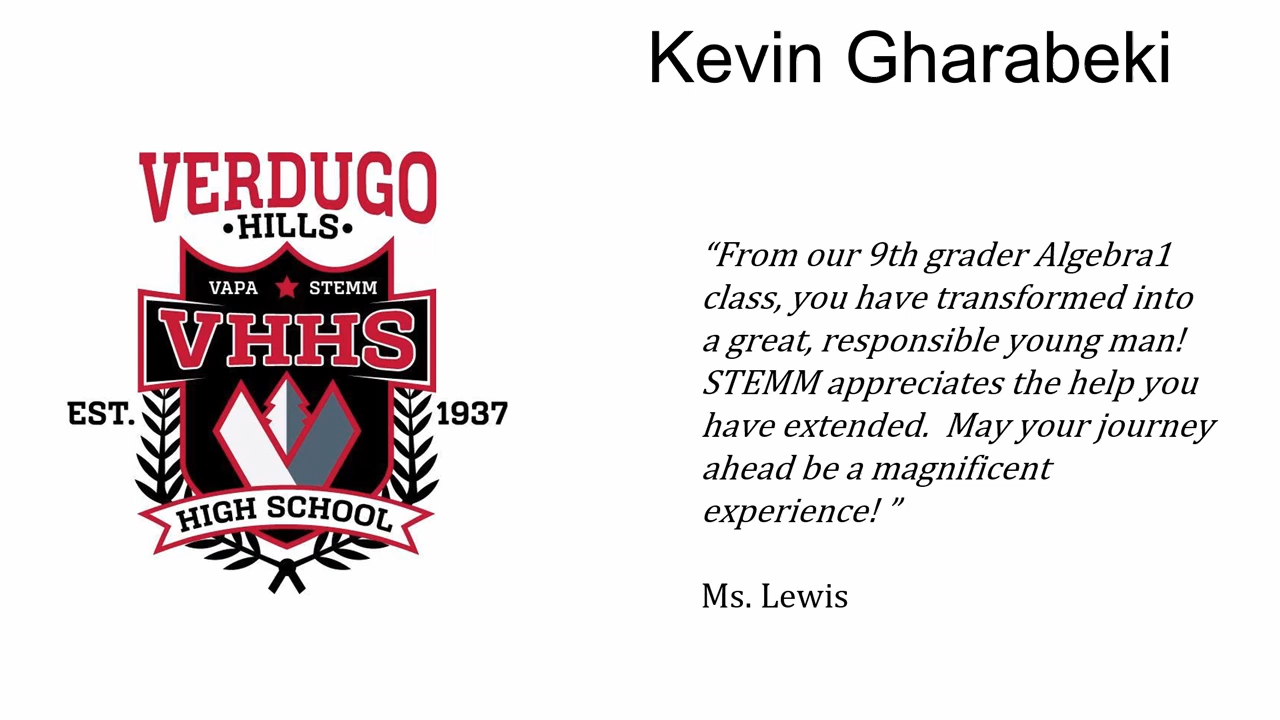 Kevin Gharabeki
VERDUGO
•HILLS•
VAPA ★ STEMM
VHHS
EST. 1937
HIGH SCHOOL
“From our 9th grader Algebra1
class, you have transformed into
a great, responsible young man!
STEMM appreciates the help you
have extended.  May your journey
ahead be a magnificent
experience! ”
Ms. Lewis